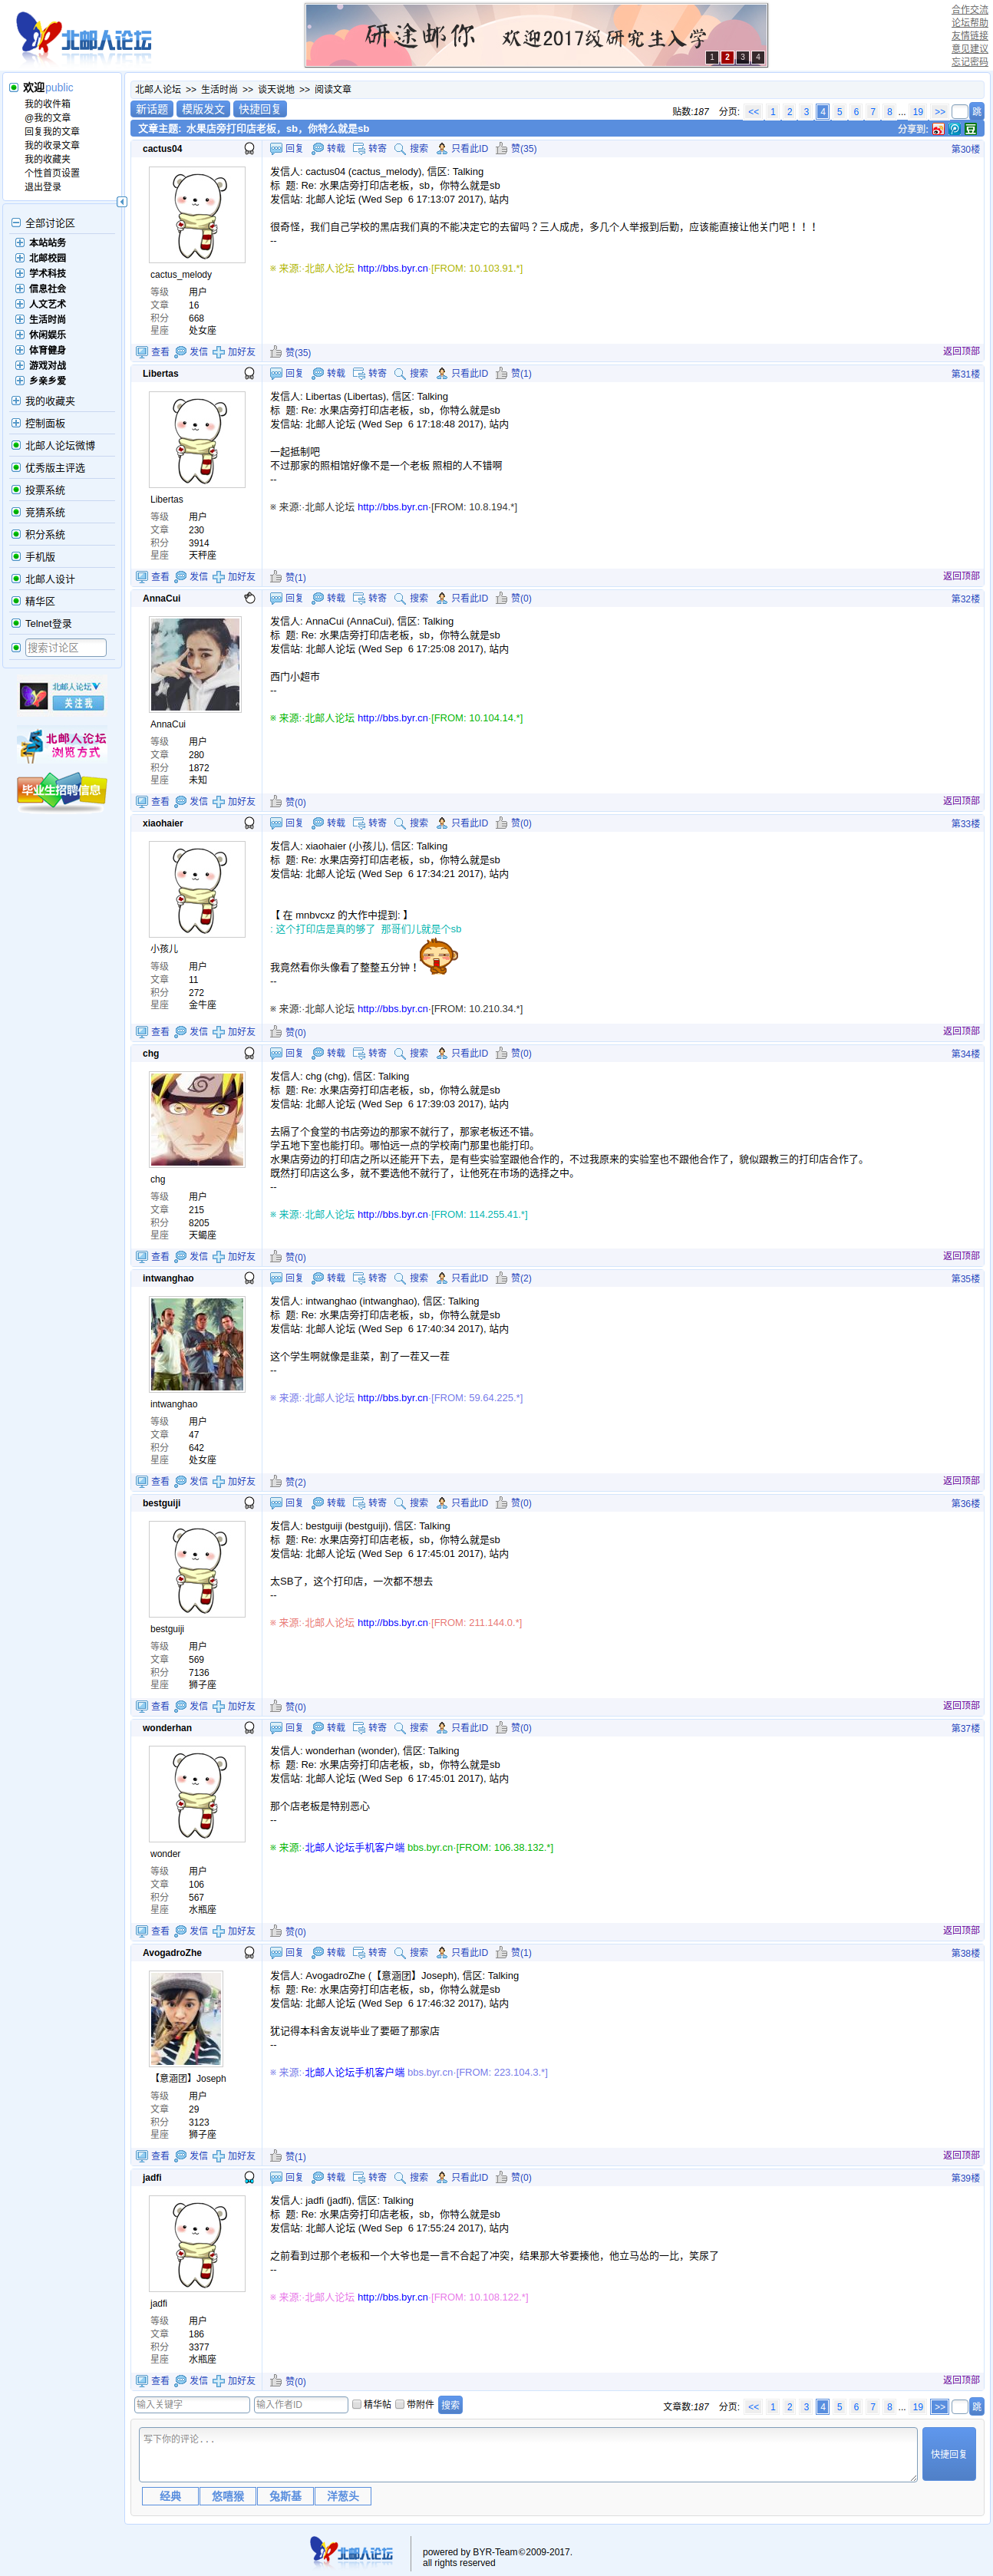 北邮人论坛
研途邮你 欢迎2017级研究生入学
1 2 3 4
合作交流
论坛帮助
友情链接
意见建议
忘记密码
欢迎public
我的收件箱
@我的文章
回复我的文章
我的收录文章
我的收藏夹
个性首页设置
退出登录
全部讨论区
本站站务
北邮校园
学术科技
信息社会
人文艺术
生活时尚
休闲娱乐
体育健身
游戏对战
乡亲乡爱
我的收藏夹
控制面板
北邮人论坛微博
优秀版主评选
投票系统
竞猜系统
积分系统
手机版
北邮人设计
精华区
Telnet登录
搜索讨论区
北邮人论坛
关注我
北邮人论坛
浏览方式
毕业生招聘信息
北邮人论坛 >> 生活时尚 >> 谈天说地 >> 阅读文章
新话题 模版发文 快捷回复
贴数:187 分页: << 1 2 3 4 5 6 7 8 ... 19 >> 跳
文章主题: 水果店旁打印店老板，sb，你特么就是sb 分享到: 豆
cactus04 回复 转载 转寄 搜索 只看此ID 赞(35) 第30楼
cactus_melody
等级 用户
文章 16
积分 668
星座 处女座
发信人: cactus04 (cactus_melody), 信区: Talking
标 题: Re: 水果店旁打印店老板，sb，你特么就是sb
发信站: 北邮人论坛 (Wed Sep 6 17:13:07 2017), 站内
很奇怪，我们自己学校的黑店我们真的不能决定它的去留吗？三人成虎，多几个人举报到后勤，应该能直接让他关门吧！！！
--
※ 来源:·北邮人论坛 http://bbs.byr.cn·[FROM: 10.103.91.*]
查看 发信 加好友 赞(35) 返回顶部
Libertas 回复 转载 转寄 搜索 只看此ID 赞(1) 第31楼
Libertas
等级 用户
文章 230
积分 3914
星座 天秤座
发信人: Libertas (Libertas), 信区: Talking
标 题: Re: 水果店旁打印店老板，sb，你特么就是sb
发信站: 北邮人论坛 (Wed Sep 6 17:18:48 2017), 站内
一起抵制吧
不过那家的照相馆好像不是一个老板 照相的人不错啊
--
※ 来源:·北邮人论坛 http://bbs.byr.cn·[FROM: 10.8.194.*]
查看 发信 加好友 赞(1) 返回顶部
AnnaCui 回复 转载 转寄 搜索 只看此ID 赞(0) 第32楼
AnnaCui
等级 用户
文章 280
积分 1872
星座 未知
发信人: AnnaCui (AnnaCui), 信区: Talking
标 题: Re: 水果店旁打印店老板，sb，你特么就是sb
发信站: 北邮人论坛 (Wed Sep 6 17:25:08 2017), 站内
西门小超市
--
※ 来源:·北邮人论坛 http://bbs.byr.cn·[FROM: 10.104.14.*]
查看 发信 加好友 赞(0) 返回顶部
xiaohaier 回复 转载 转寄 搜索 只看此ID 赞(0) 第33楼
小孩儿
等级 用户
文章 11
积分 272
星座 金牛座
发信人: xiaohaier (小孩儿), 信区: Talking
标 题: Re: 水果店旁打印店老板，sb，你特么就是sb
发信站: 北邮人论坛 (Wed Sep 6 17:34:21 2017), 站内
【 在 mnbvcxz 的大作中提到: 】
: 这个打印店是真的够了 那哥们儿就是个sb
我竟然看你头像看了整整五分钟！
--
※ 来源:·北邮人论坛 http://bbs.byr.cn·[FROM: 10.210.34.*]
查看 发信 加好友 赞(0) 返回顶部
chg 回复 转载 转寄 搜索 只看此ID 赞(0) 第34楼
chg
等级 用户
文章 215
积分 8205
星座 天蝎座
发信人: chg (chg), 信区: Talking
标 题: Re: 水果店旁打印店老板，sb，你特么就是sb
发信站: 北邮人论坛 (Wed Sep 6 17:39:03 2017), 站内
去隔了个食堂的书店旁边的那家不就行了，那家老板还不错。
学五地下室也能打印。哪怕远一点的学校南门那里也能打印。
水果店旁边的打印店之所以还能开下去，是有些实验室跟他合作的，不过我原来的实验室也不跟他合作了，貌似跟教三的打印店合作了。
既然打印店这么多，就不要选他不就行了，让他死在市场的选择之中。
--
※ 来源:·北邮人论坛 http://bbs.byr.cn·[FROM: 114.255.41.*]
查看 发信 加好友 赞(0) 返回顶部
intwanghao 回复 转载 转寄 搜索 只看此ID 赞(2) 第35楼
intwanghao
等级 用户
文章 47
积分 642
星座 处女座
发信人: intwanghao (intwanghao), 信区: Talking
标 题: Re: 水果店旁打印店老板，sb，你特么就是sb
发信站: 北邮人论坛 (Wed Sep 6 17:40:34 2017), 站内
这个学生啊就像是韭菜，割了一茬又一茬
--
※ 来源:·北邮人论坛 http://bbs.byr.cn·[FROM: 59.64.225.*]
查看 发信 加好友 赞(2) 返回顶部
bestguiji 回复 转载 转寄 搜索 只看此ID 赞(0) 第36楼
bestguiji
等级 用户
文章 569
积分 7136
星座 狮子座
发信人: bestguiji (bestguiji), 信区: Talking
标 题: Re: 水果店旁打印店老板，sb，你特么就是sb
发信站: 北邮人论坛 (Wed Sep 6 17:45:01 2017), 站内
太SB了，这个打印店，一次都不想去
--
※ 来源:·北邮人论坛 http://bbs.byr.cn·[FROM: 211.144.0.*]
查看 发信 加好友 赞(0) 返回顶部
wonderhan 回复 转载 转寄 搜索 只看此ID 赞(0) 第37楼
wonder
等级 用户
文章 106
积分 567
星座 水瓶座
发信人: wonderhan (wonder), 信区: Talking
标 题: Re: 水果店旁打印店老板，sb，你特么就是sb
发信站: 北邮人论坛 (Wed Sep 6 17:45:01 2017), 站内
那个店老板是特别恶心
--
※ 来源:·北邮人论坛手机客户端 bbs.byr.cn·[FROM: 106.38.132.*]
查看 发信 加好友 赞(0) 返回顶部
AvogadroZhe 回复 转载 转寄 搜索 只看此ID 赞(1) 第38楼
【意涵团】Joseph
等级 用户
文章 29
积分 3123
星座 狮子座
发信人: AvogadroZhe (【意涵团】Joseph), 信区: Talking
标 题: Re: 水果店旁打印店老板，sb，你特么就是sb
发信站: 北邮人论坛 (Wed Sep 6 17:46:32 2017), 站内
犹记得本科舍友说毕业了要砸了那家店
--
※ 来源:·北邮人论坛手机客户端 bbs.byr.cn·[FROM: 223.104.3.*]
查看 发信 加好友 赞(1) 返回顶部
jadfi 回复 转载 转寄 搜索 只看此ID 赞(0) 第39楼
jadfi
等级 用户
文章 186
积分 3377
星座 水瓶座
发信人: jadfi (jadfi), 信区: Talking
标 题: Re: 水果店旁打印店老板，sb，你特么就是sb
发信站: 北邮人论坛 (Wed Sep 6 17:55:24 2017), 站内
之前看到过那个老板和一个大爷也是一言不合起了冲突，结果那大爷要揍他，他立马怂的一比，笑尿了
--
※ 来源:·北邮人论坛 http://bbs.byr.cn·[FROM: 10.108.122.*]
查看 发信 加好友 赞(0) 返回顶部
输入关键字 输入作者ID 精华帖 带附件 搜索
文章数:187 分页: << 1 2 3 4 5 6 7 8 ... 19 >> 跳
写下你的评论...
快捷回复
经典 悠嘻猴 兔斯基 洋葱头
北邮人论坛
powered by BYR-Team©2009-2017.
all rights reserved